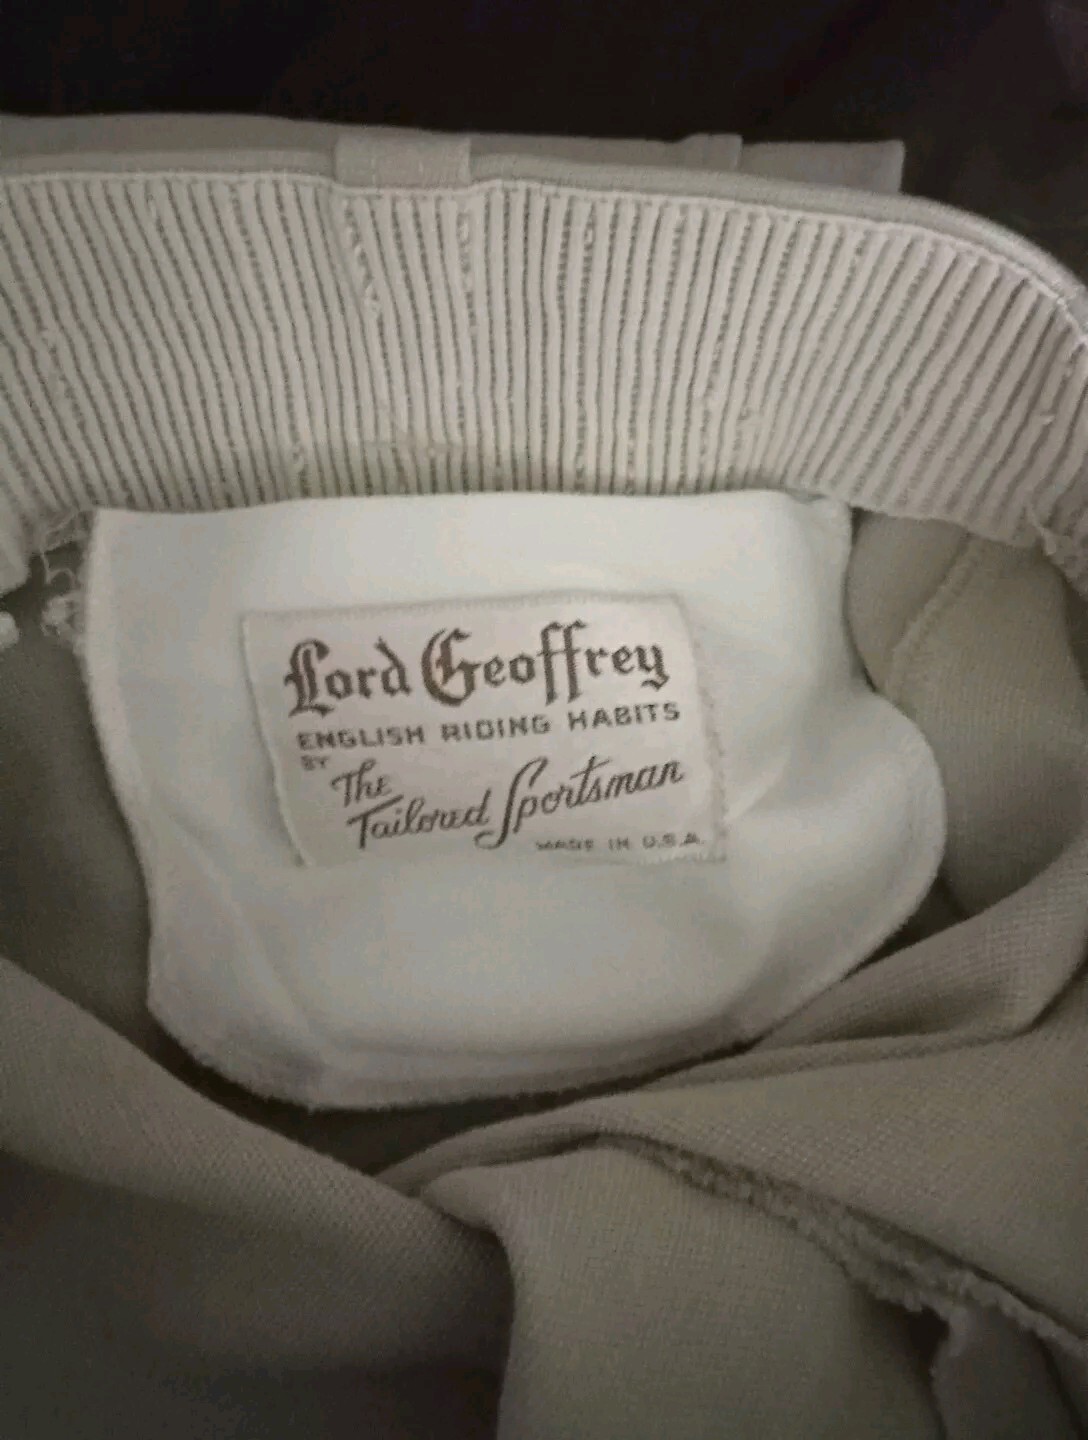 Lord Geoffrey
ENGLISH RIDING HABITS
BY The
Tailored Sportsman
MADE IN U.S.A.